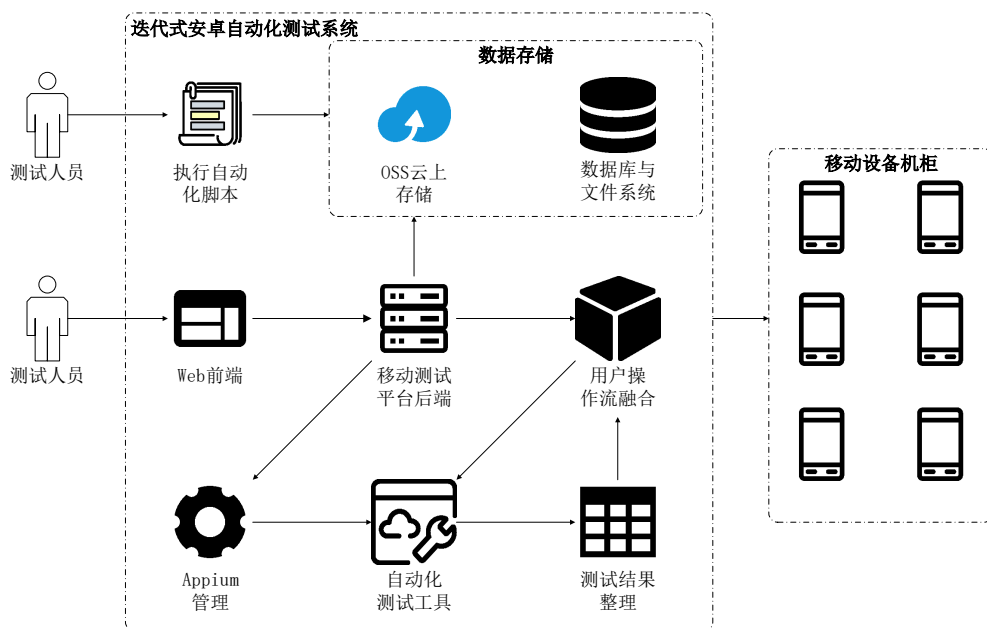 迭代式安卓自动化测试系统
数据存储
测试人员
执行自动
化脚本
OSS云上
存储
数据库与
文件系统
移动设备机柜
测试人员
Web前端
移动测试
平台后端
用户操
作流融合
Appium
管理
自动化
测试工具
测试结果
整理